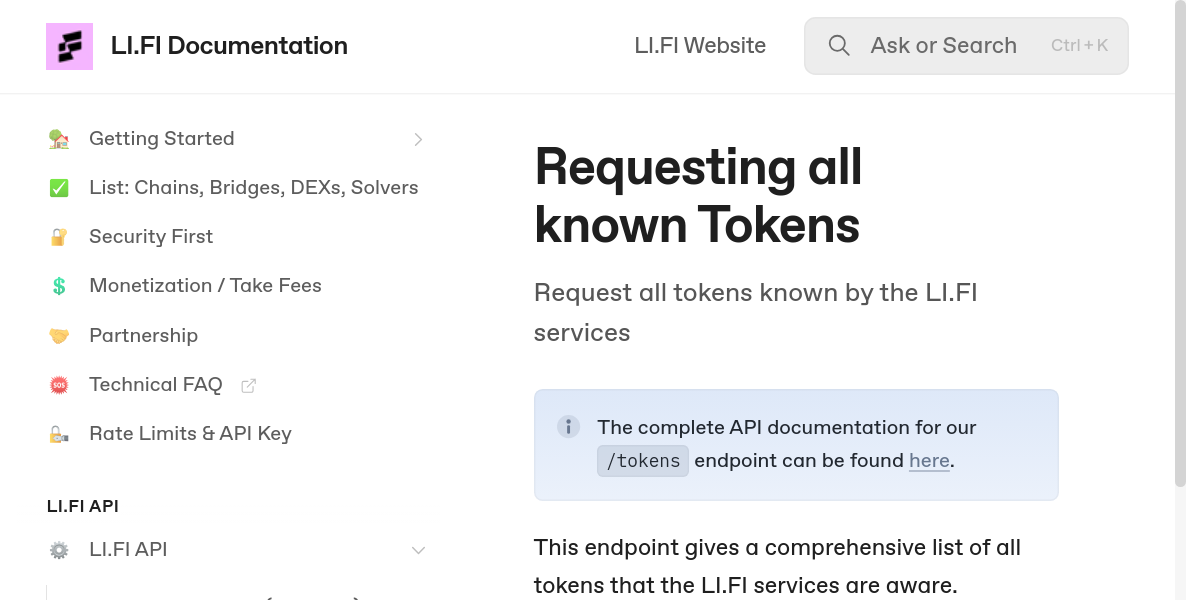 LI.FI Documentation
LI.FI Website
Ask or Search
Ctrl + K
Getting Started
List: Chains, Bridges, DEXs, Solvers
Security First
Monetization / Take Fees
Partnership
Technical FAQ
Rate Limits & API Key
LI.FI API
LI.FI API
Requesting all
known Tokens
Request all tokens known by the LI.FI
services
The complete API documentation for our
/tokens endpoint can be found here.
This endpoint gives a comprehensive list of all
tokens that the LI.FI services are aware.